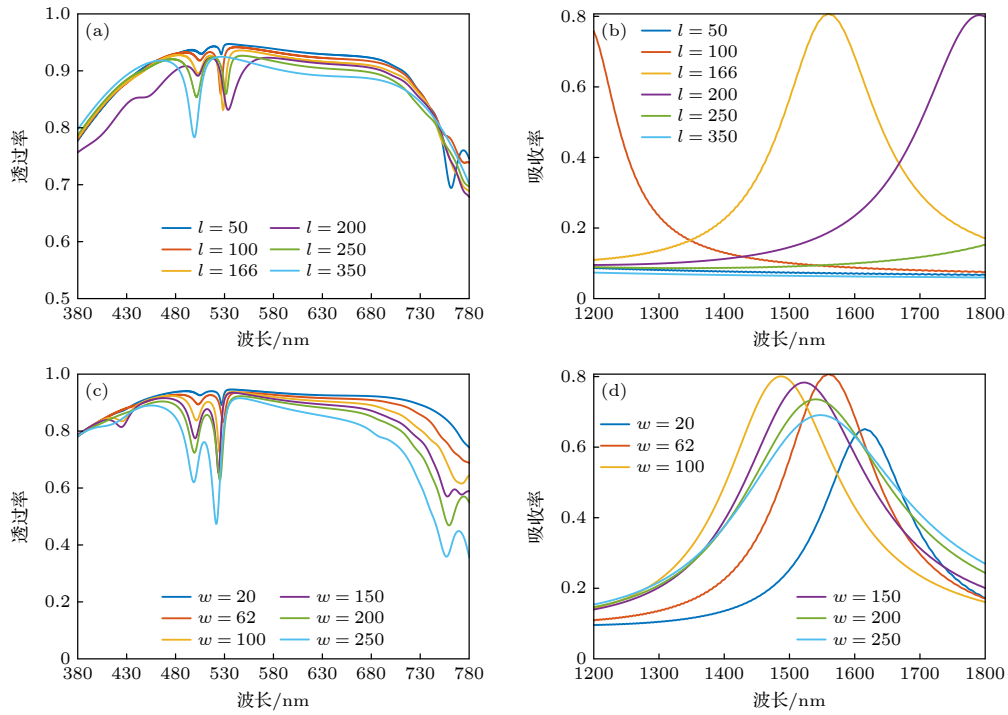 (a)
1.0
0.9
0.8
0.7
0.6
0.5
透过率
l = 50
l = 100
l = 166
l = 200
l = 250
l = 350
380 430 480 530 580 630 680 730 780
波长/nm
(b)
0.8
0.6
0.4
0.2
0
吸收率
l = 50
l = 100
l = 166
l = 200
l = 250
l = 350
1200 1300 1400 1500 1600 1700 1800
波长/nm
(c)
1.0
0.8
0.6
0.4
0.2
0
透过率
w = 20
w = 62
w = 100
w = 150
w = 200
w = 250
380 430 480 530 580 630 680 730 780
波长/nm
(d)
0.8
0.6
0.4
0.2
0
吸收率
w = 20
w = 62
w = 100
w = 150
w = 200
w = 250
1200 1300 1400 1500 1600 1700 1800
波长/nm